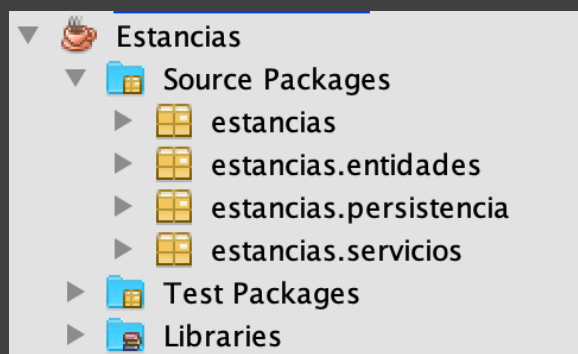 Estancias
Source Packages
estancias
estancias.entidades
estancias.persistencia
estancias.servicios
Test Packages
Libraries